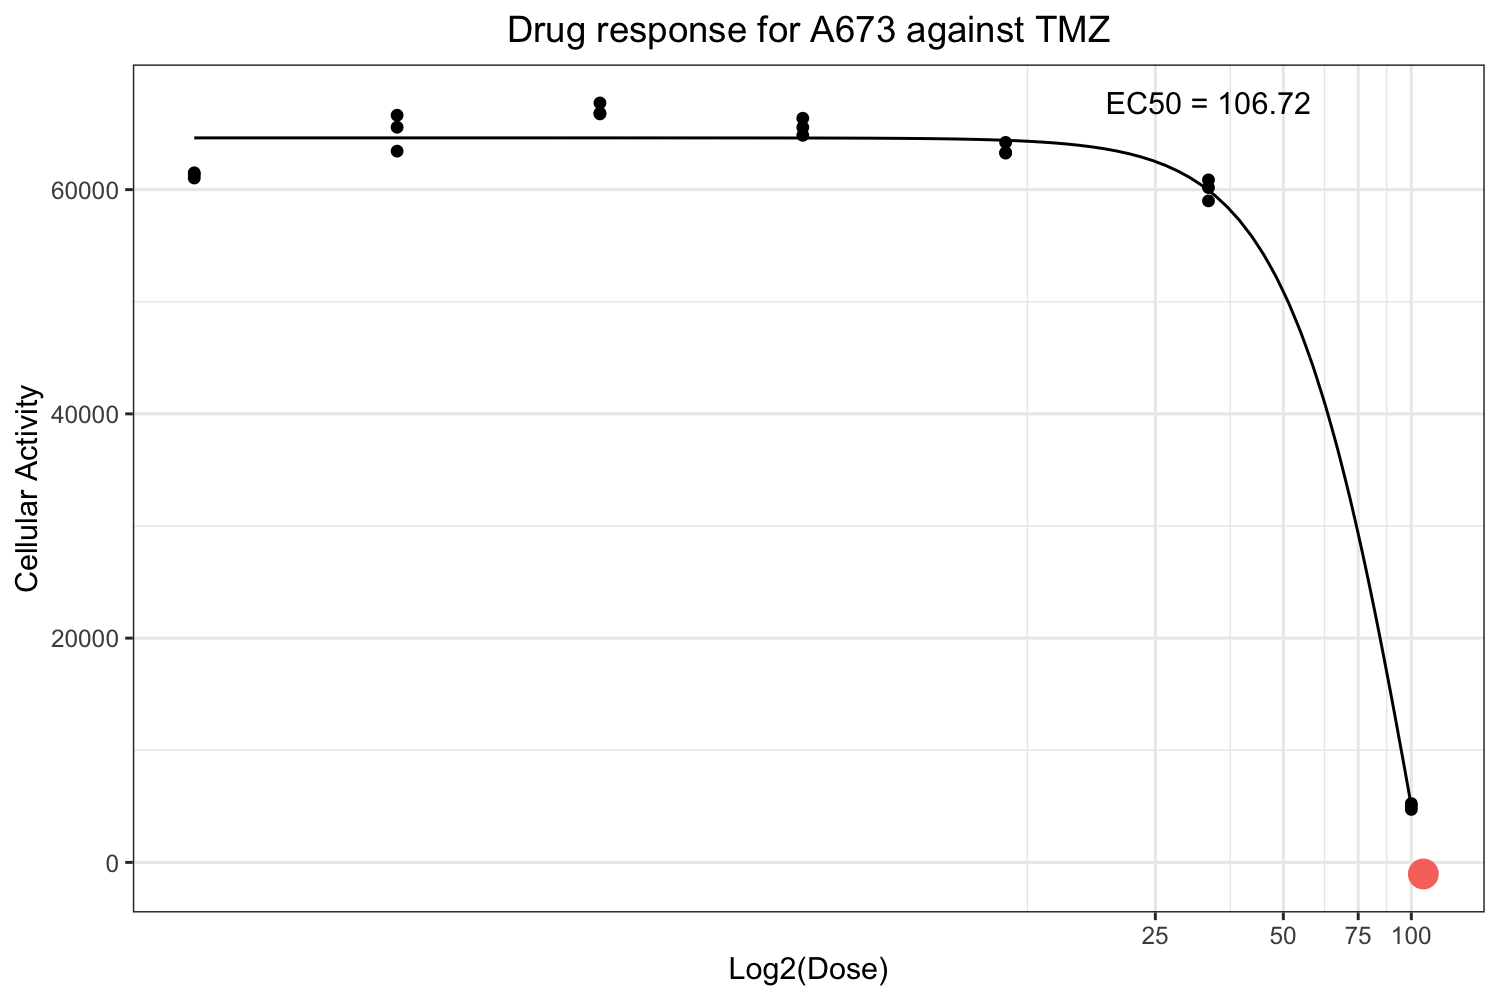 Drug response for A673 against TMZ
EC50 = 106.72
Cellular Activity
60000
40000
20000
0
25 50 75 100
Log2(Dose)